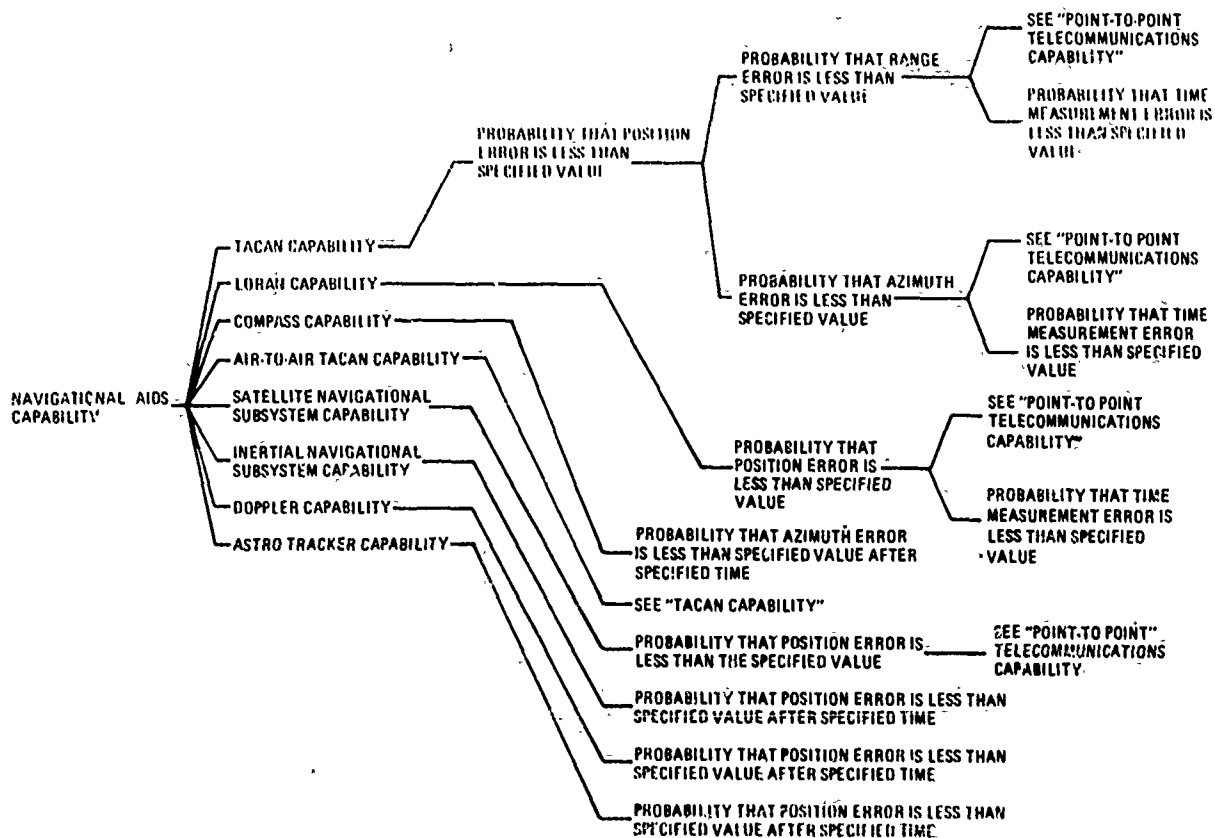 NAVIGATIONAL AIDS
CAPABILITY
TACAN CAPABILITY
LORAN CAPABILITY
COMPASS CAPABILITY
AIR-TO-AIR TACAN CAPABILITY
SATELLITE NAVIGATIONAL
SUBSYSTEM CAPABILITY
INERTIAL NAVIGATIONAL
SUBSYSTEM CAPABILITY
DOPPLER CAPABILITY
ASTRO TRACKER CAPABILITY
PROBABILITY THAT POSITION
ERROR IS LESS THAN
SPECIFIED VALUE
PROBABILITY THAT RANGE
ERROR IS LESS THAN
SPECIFIED VALUE
SEE "POINT-TO-POINT
TELECOMMUNICATIONS
CAPABILITY"
PROBABILITY THAT TIME
MEASUREMENT ERROR IS
LESS THAN SPECIFIED
VALUE
PROBABILITY THAT AZIMUTH
ERROR IS LESS THAN
SPECIFIED VALUE
SEE "POINT-TO POINT
TELECOMMUNICATIONS
CAPABILITY"
PROBABILITY THAT TIME
MEASUREMENT ERROR
IS LESS THAN SPECIFIED
VALUE
PROBABILITY THAT
POSITION ERROR IS
LESS THAN SPECIFIED
VALUE
SEE "POINT-TO POINT
TELECOMMUNICATIONS
CAPABILITY"
PROBABILITY THAT TIME
MEASUREMENT ERROR IS
LESS THAN SPECIFIED
VALUE
PROBABILITY THAT AZIMUTH ERROR
IS LESS THAN SPECIFIED VALUE AFTER
SPECIFIED TIME
SEE "TACAN CAPABILITY"
PROBABILITY THAT POSITION ERROR IS
LESS THAN THE SPECIFIED VALUE
SEE "POINT-TO POINT"
TELECOMMUNICATIONS
CAPABILITY
PROBABILITY THAT POSITION ERROR IS LESS THAN
SPECIFIED VALUE AFTER SPECIFIED TIME
PROBABILITY THAT POSITION ERROR IS LESS THAN
SPECIFIED VALUE AFTER SPECIFIED TIME
PROBABILITY THAT POSITION ERROR IS LESS THAN
SPECIFIED VALUE AFTER SPECIFIED TIME